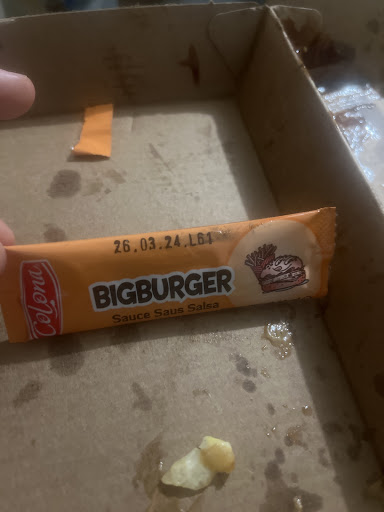 26.03.24.L61
Colona
BIGBURGER
Sauce Saus Salsa